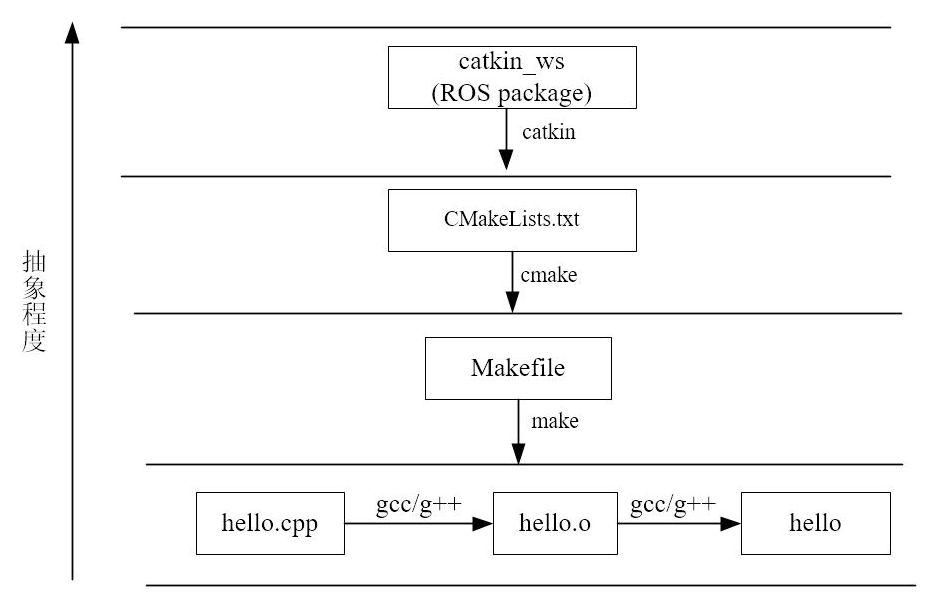 catkin_ws
(ROS package)
catkin
CMakeLists.txt
cmake
抽象程度
Makefile
make
gcc/g++
gcc/g++
hello.cpp
hello.o
hello